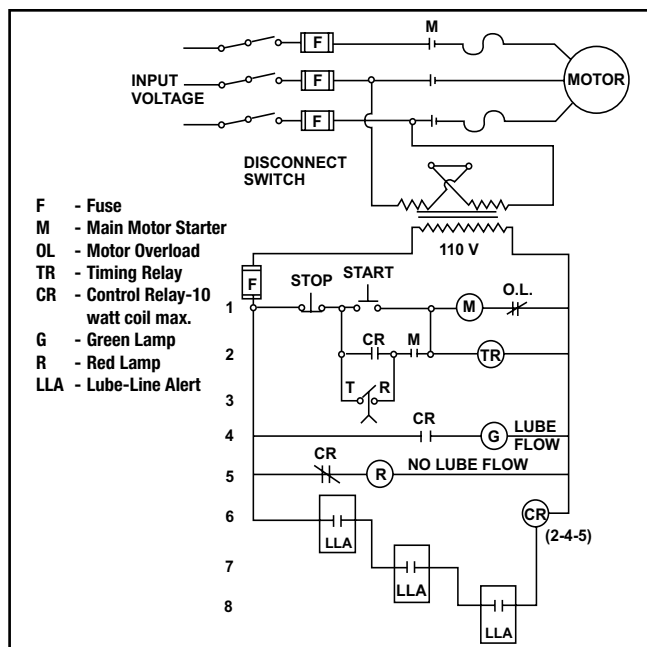 M
F
INPUT
VOLTAGE
F
MOTOR
F
DISCONNECT
SWITCH
F - Fuse
M - Main Motor Starter
OL - Motor Overload
TR - Timing Relay
CR - Control Relay-10
watt coil max.
G - Green Lamp
R - Red Lamp
LLA - Lube-Line Alert
110 V
F
STOP
START
O.L.
1
M
2
CR
M
TR
3
T R
4
CR
G
LUBE
FLOW
5
CR
R
NO LUBE FLOW
6
CR
(2-4-5)
LLA
7
LLA
8
LLA